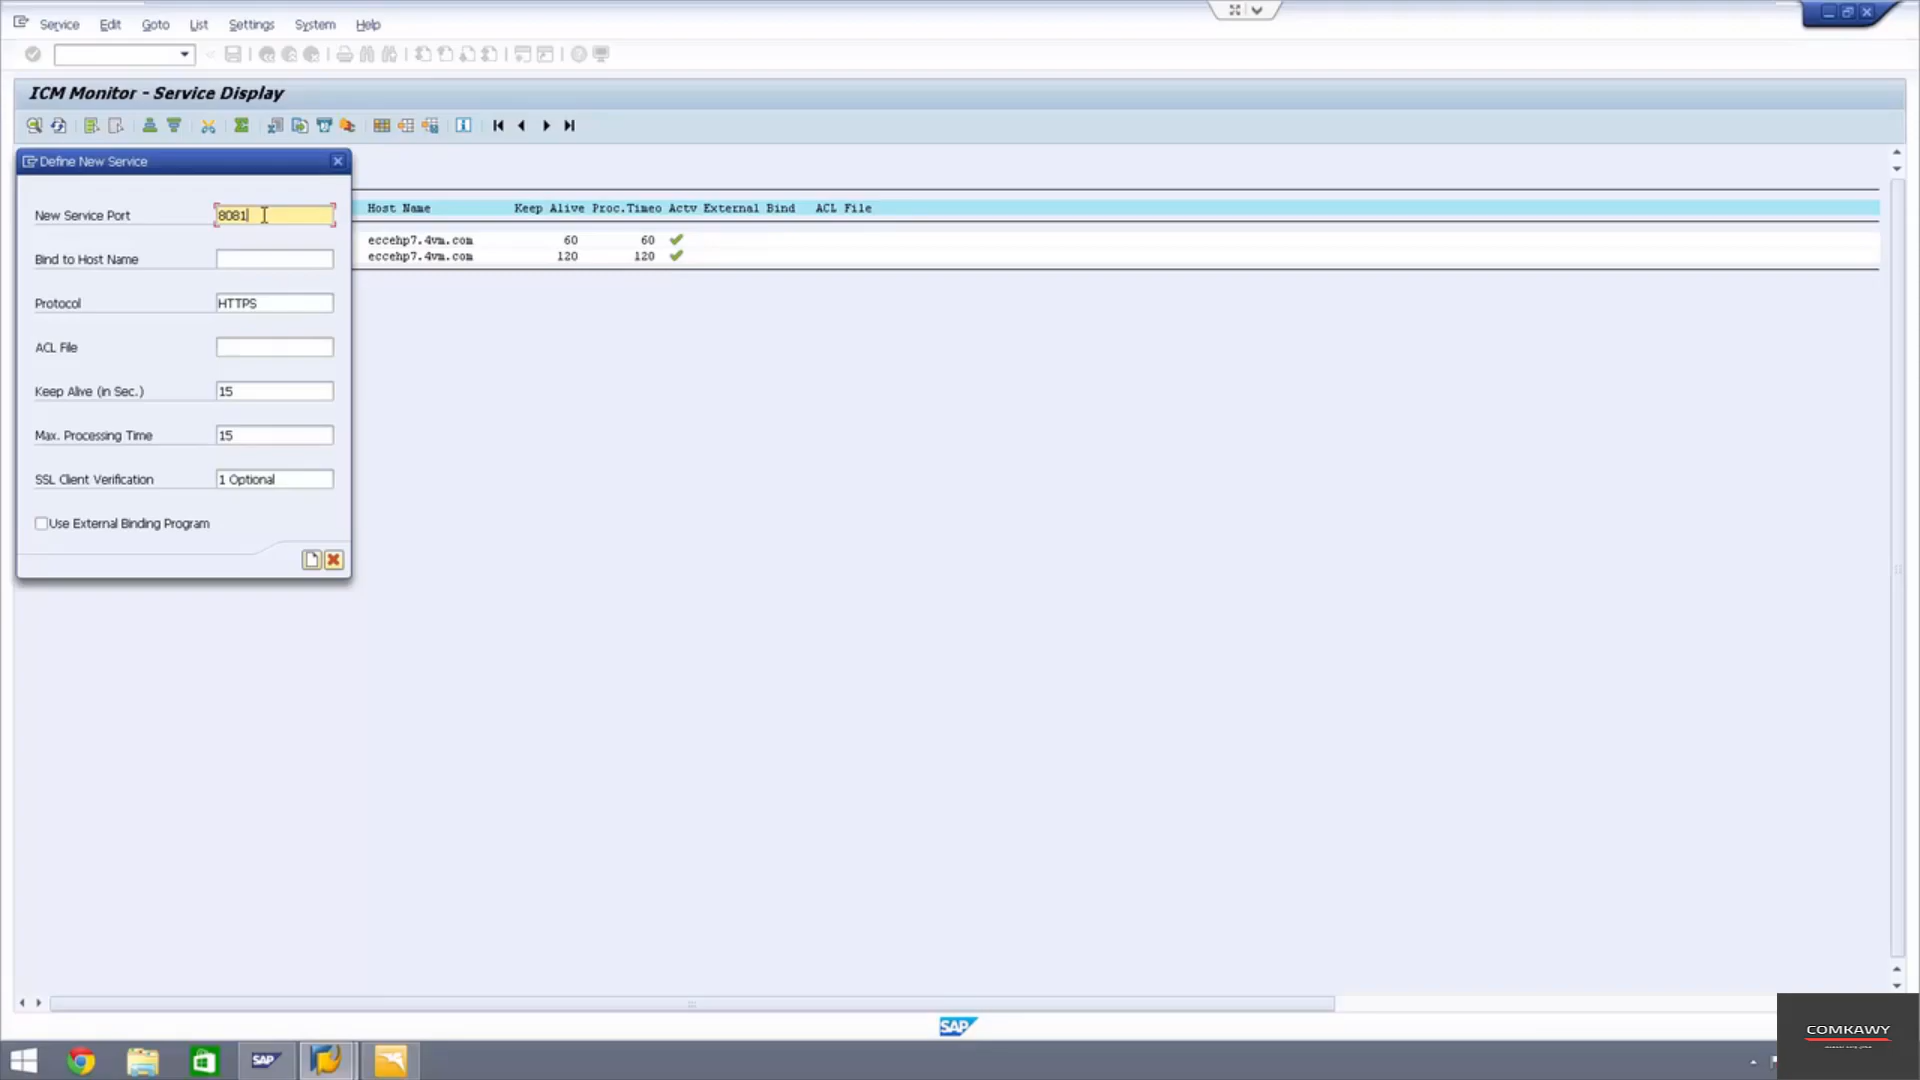 Service Edit Goto List Settings System Help
ICM Monitor - Service Display
Define New Service
New Service Port 8081
Bind to Host Name
Protocol HTTPS
ACL File
Keep Alive (in Sec.) 15
Max. Processing Time 15
SSL Client Verification 1 Optional
Use External Binding Program
Host Name Keep Alive Proc.Timeo Actv External Bind ACL File
eccehp7.4vm.com 60 60
eccehp7.4vm.com 120 120
SAP
SAP
COMKAWY